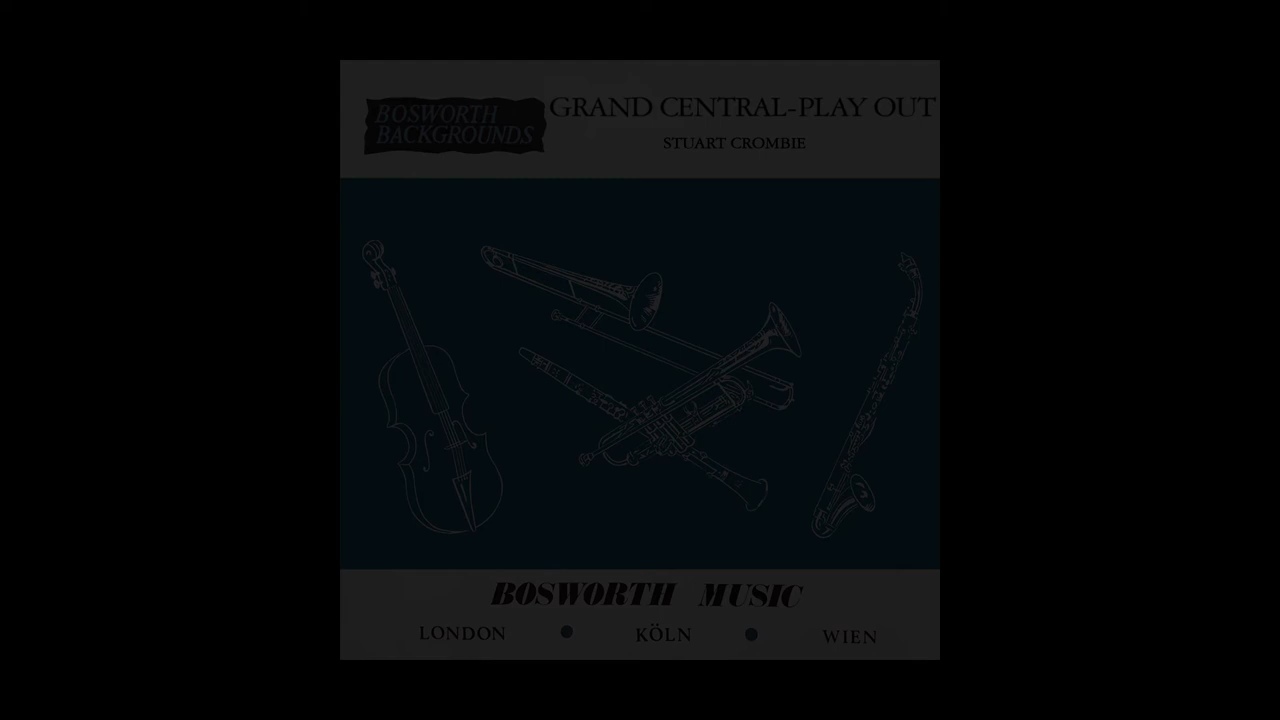 BOSWORTH
BACKGROUNDS
GRAND CENTRAL-PLAY OUT
STUART CROMBIE
BOSWORTH MUSIC
LONDON • KÖLN • WIEN